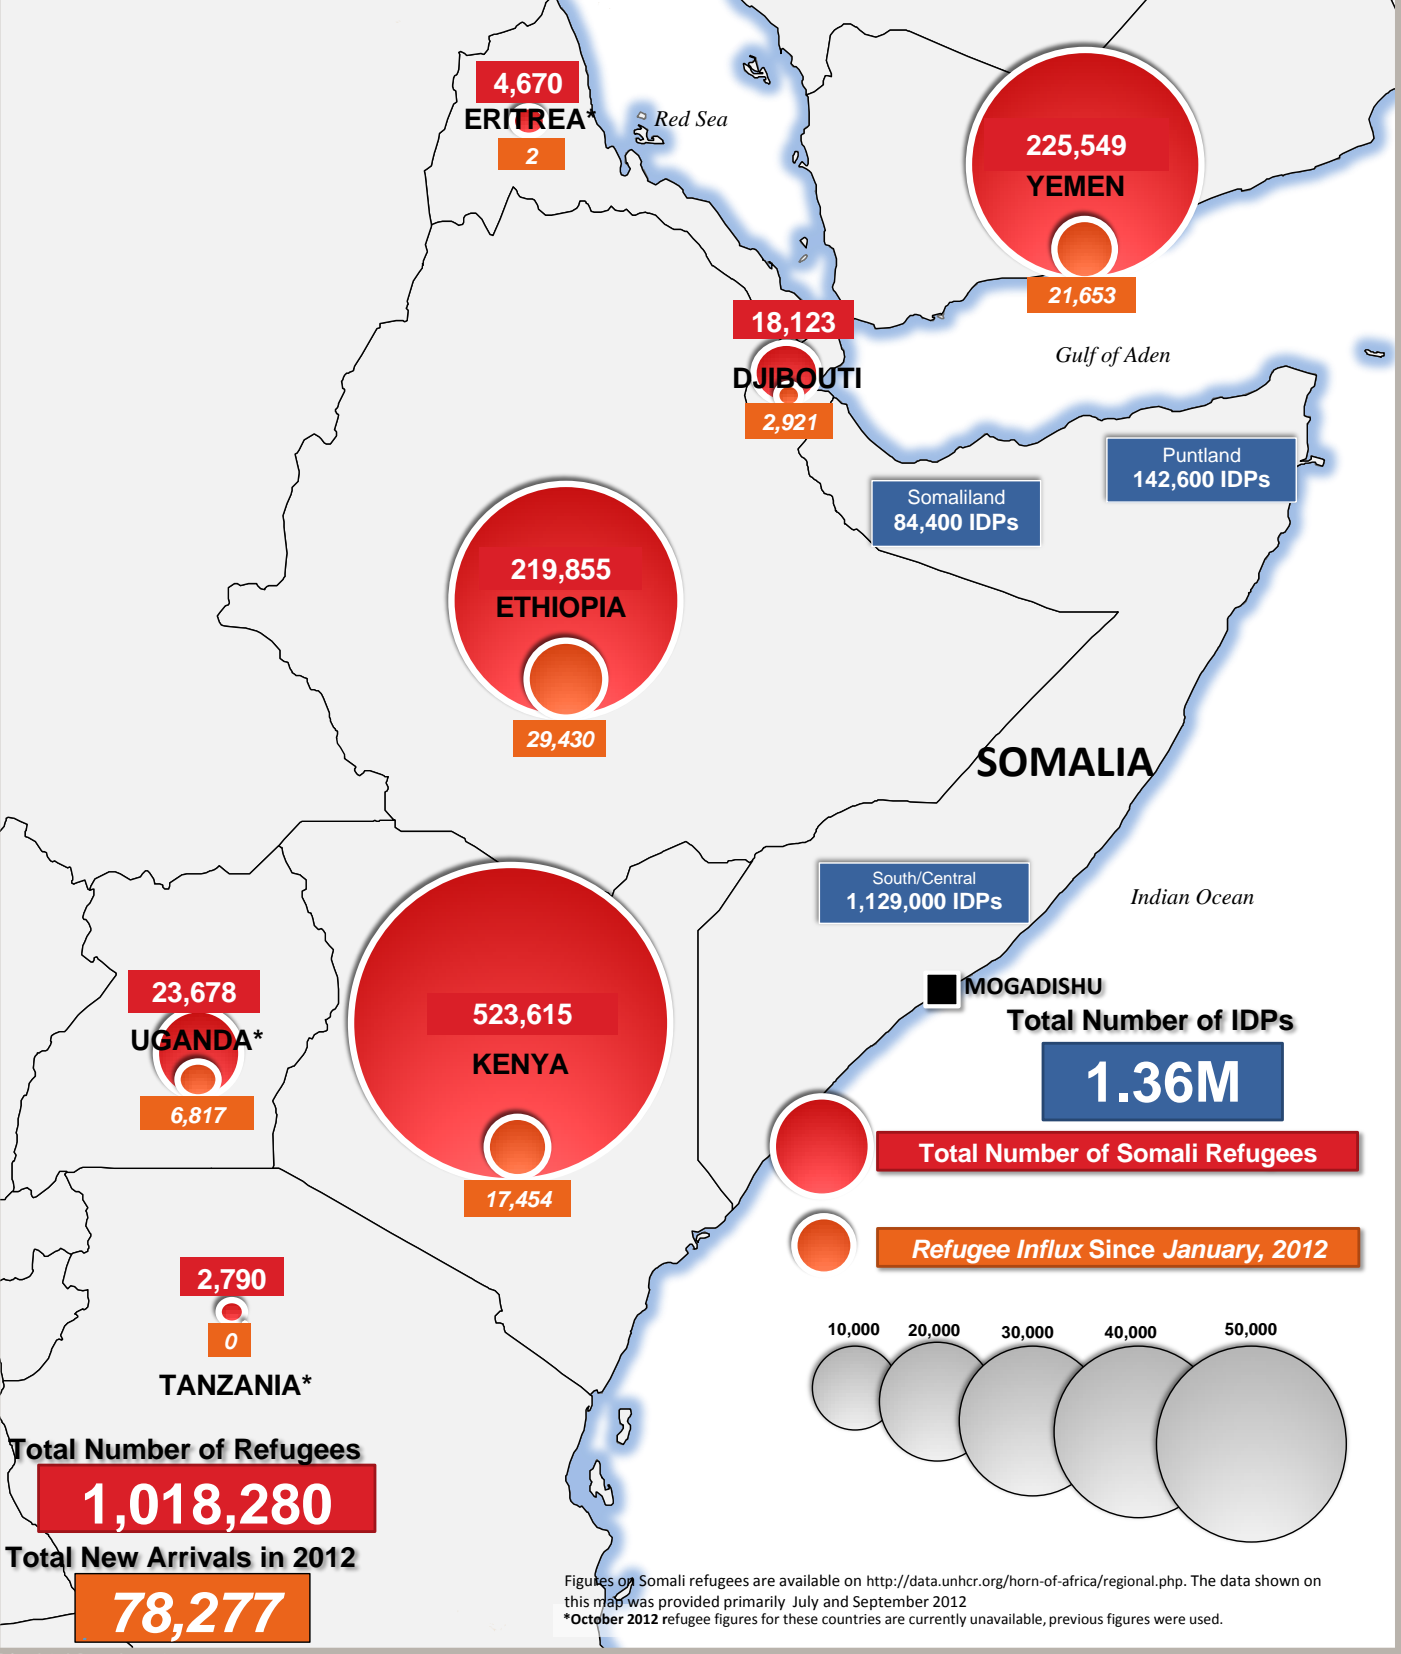 4,670
ERITREA*
2
Red Sea
225,549
YEMEN
21,653
18,123
DJIBOUTI
2,921
Gulf of Aden
Puntland
142,600 IDPs
Somaliland
84,400 IDPs
219,855
ETHIOPIA
29,430
SOMALIA
South/Central
1,129,000 IDPs
Indian Ocean
23,678
UGANDA*
6,817
523,615
KENYA
17,454
MOGADISHU
Total Number of IDPs
1.36M
Total Number of Somali Refugees
Refugee Influx Since January, 2012
2,790
0
TANZANIA*
10,000
20,000
30,000
40,000
50,000
Total Number of Refugees
1,018,280
Total New Arrivals in 2012
78,277
Figures on Somali refugees are available on http://data.unhcr.org/horn-of-africa/regional.php. The data shown on
this map was provided primarily July and September 2012
*October 2012 refugee figures for these countries are currently unavailable, previous figures were used.